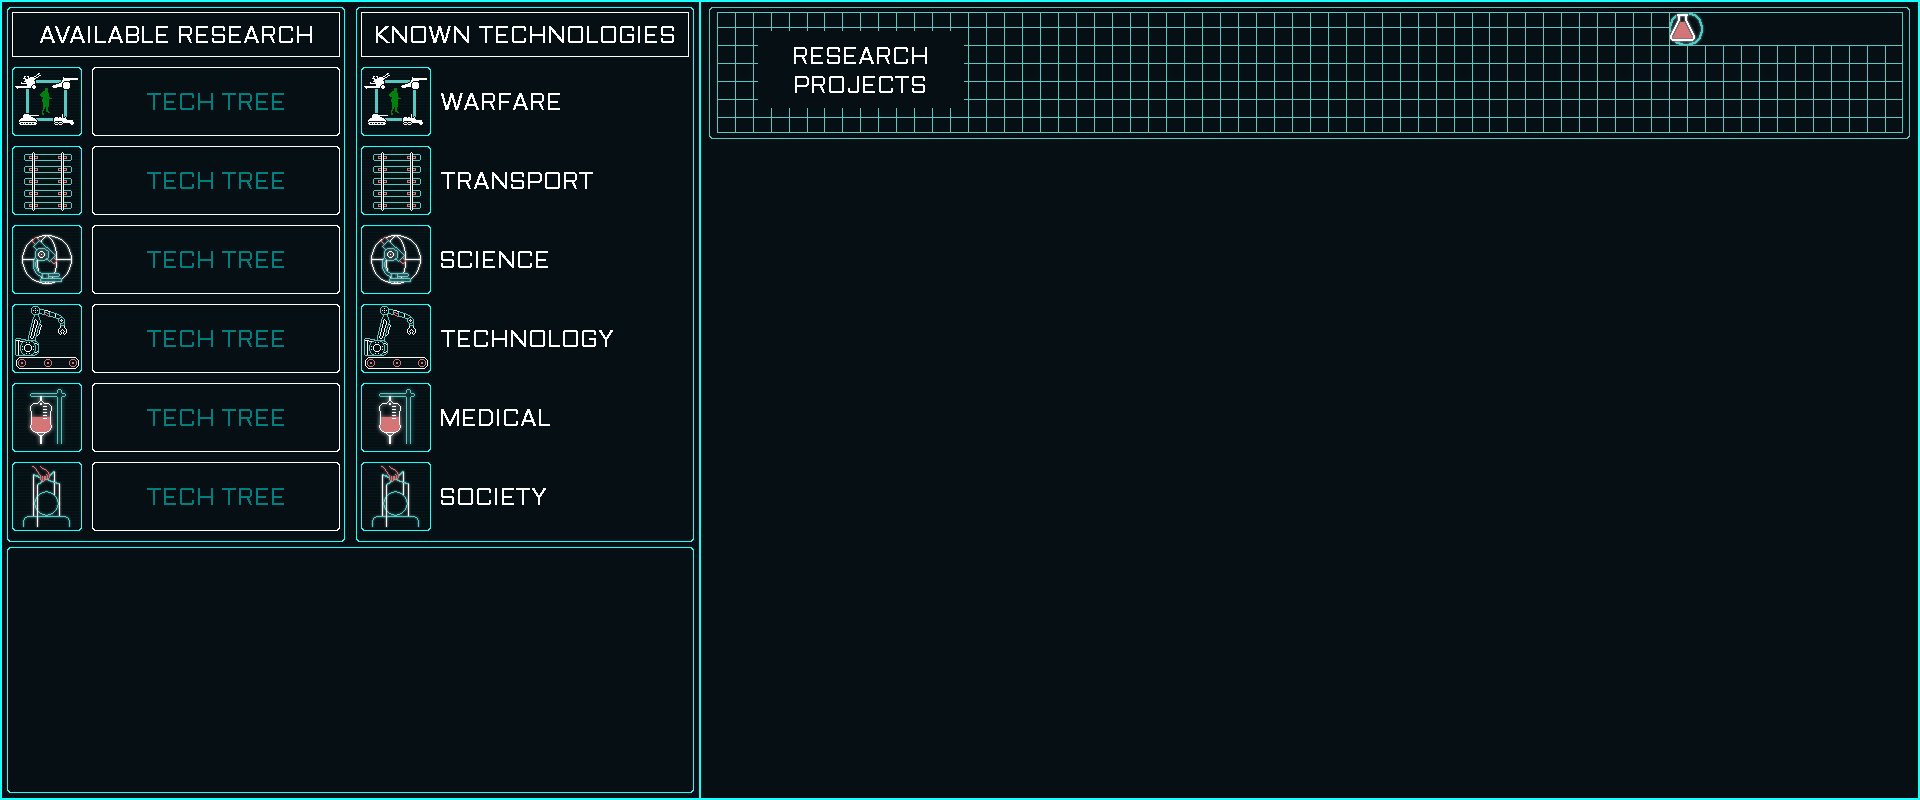 AVAILABLE RESEARCH
TECH TREE
TECH TREE
TECH TREE
TECH TREE
TECH TREE
TECH TREE
KNOWN TECHNOLOGIES
WARFARE
TRANSPORT
SCIENCE
TECHNOLOGY
MEDICAL
SOCIETY
RESEARCH
PROJECTS